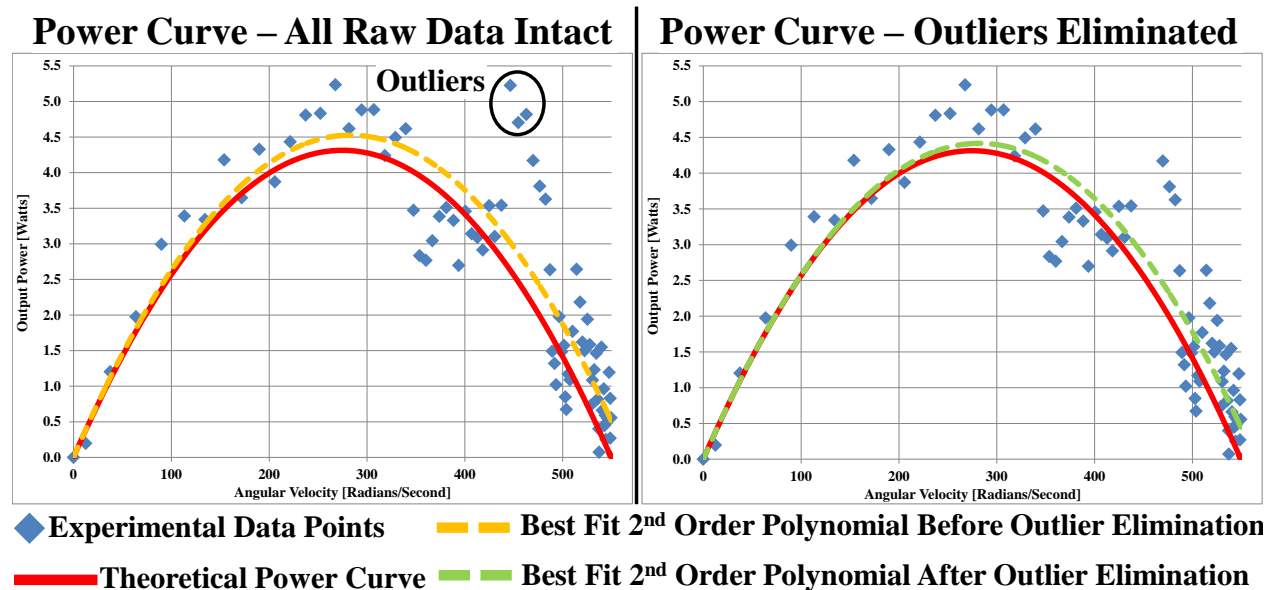 Power Curve – All Raw Data Intact
Outliers
5.5
5.0
4.5
4.0
3.5
3.0
2.5
2.0
1.5
1.0
0.5
0.0
Output Power [Watts]
0 100 200 300 400 500
Angular Velocity [Radians/Second]
Power Curve – Outliers Eliminated
5.5
5.0
4.5
4.0
3.5
3.0
2.5
2.0
1.5
1.0
0.5
0.0
Output Power [Watts]
0 100 200 300 400 500
Angular Velocity [Radians/Second]
Experimental Data Points
Best Fit 2nd Order Polynomial Before Outlier Elimination
Theoretical Power Curve
Best Fit 2nd Order Polynomial After Outlier Elimination